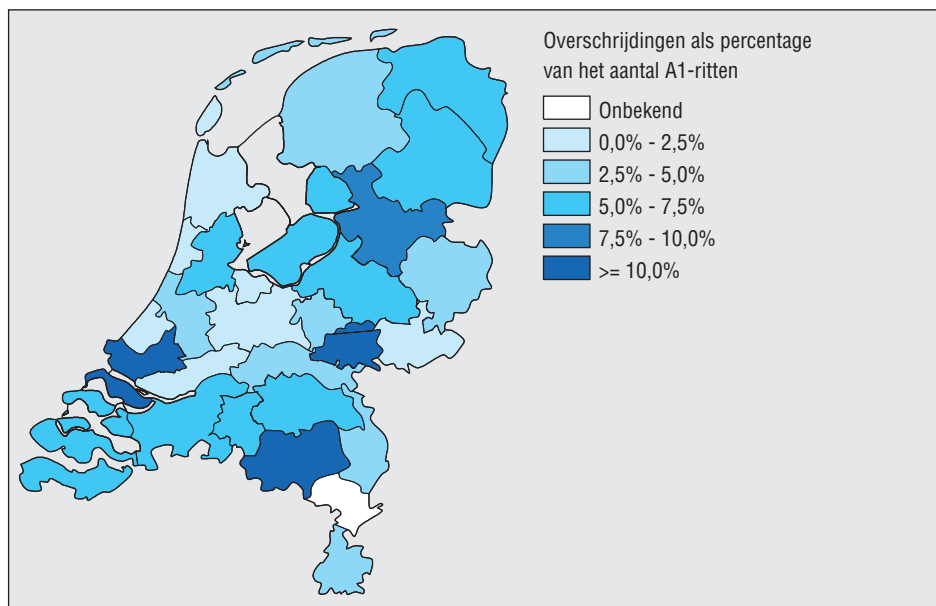 Overschrijdingen als percentage
van het aantal A1-ritten
Onbekend
0,0% - 2,5%
2,5% - 5,0%
5,0% - 7,5%
7,5% - 10,0%
>= 10,0%